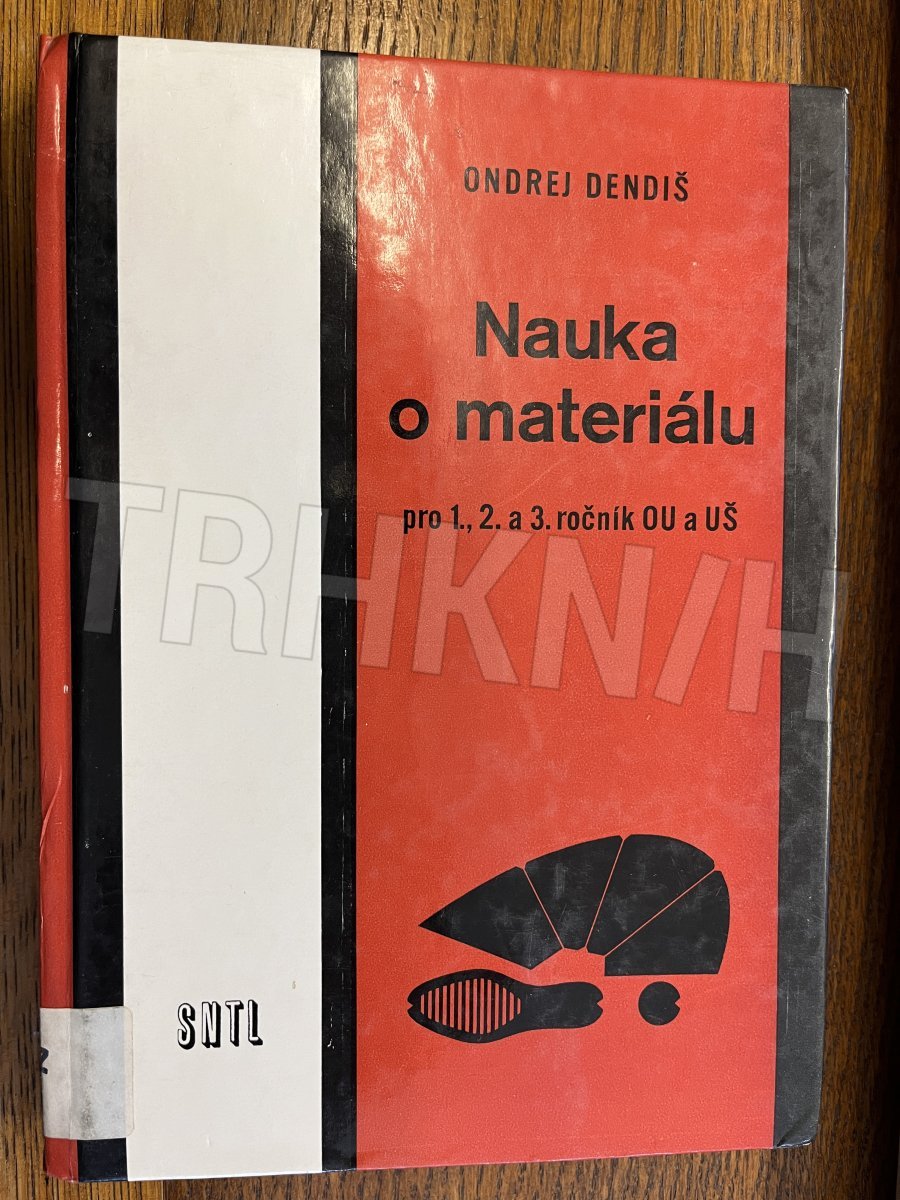 ONDREJ DENDIŠ
Nauka
o materiálu
pro 1., 2. a 3. ročník OU a UŠ
TRHKNIH
SNTL